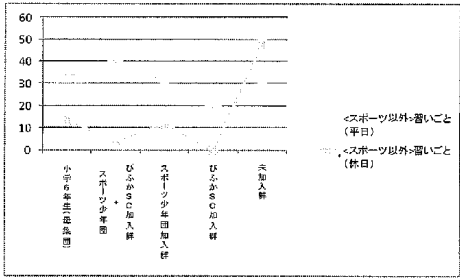 60
50
40
30
20
10
0
小学6年生(母集団)
スポーツ少年団
+
びふかSC加入群
スポーツ少年団加入群
びふかSC加入群
未加入群
<スポーツ以外>習いごと
(平日)
<スポーツ以外>習いごと
(休日)